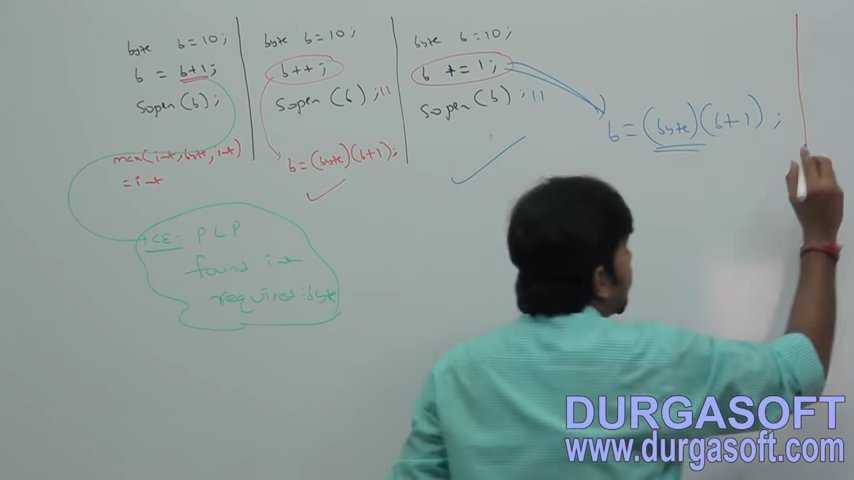 byte b=10;
b = b+1;
Sopln(b);
max(int, byte, int)
=int
CE: PLP
found: int
required: byte
byte b=10;
b++;
Sopln(b); 11
b=(byte)(b+1);
byte b=10;
b += 1;
Sopln(b); 11
b=(byte)(b+1);
DURGASOFT
www.durgasoft.com